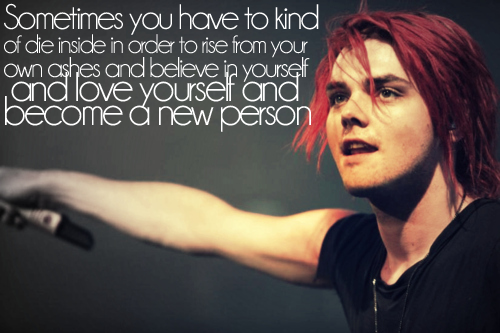 Sometimes you have to kind
of die inside in order to rise from your
own ashes and believe in yourself
and love yourself and
become a new person